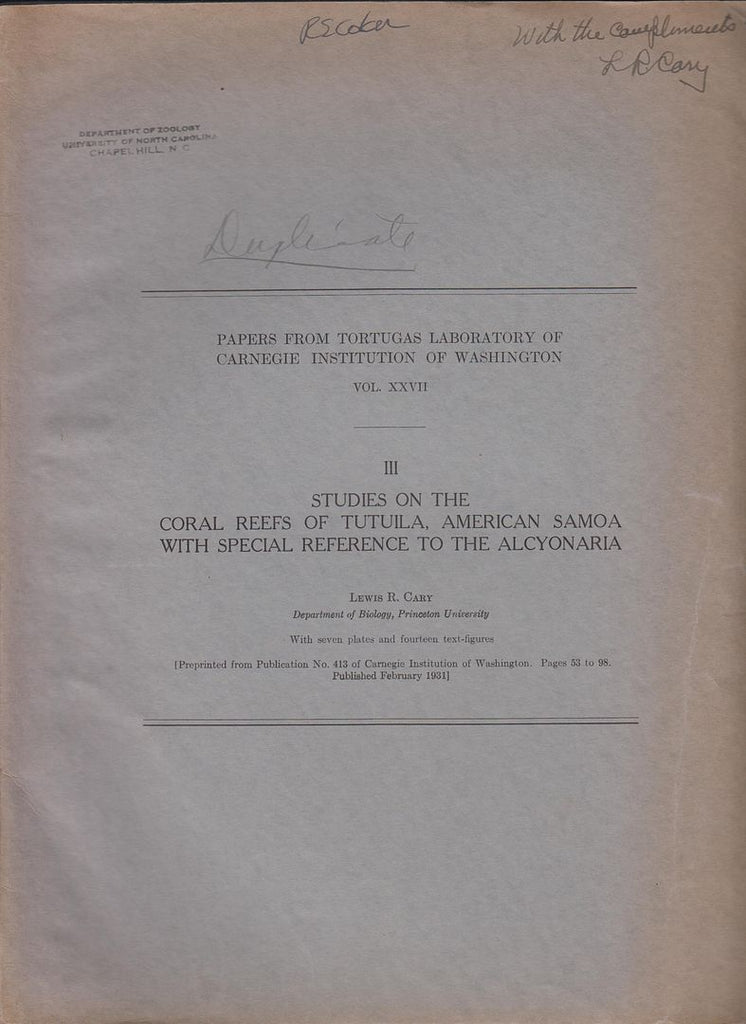 RECoker
With the compliments
L R Cary
DEPARTMENT OF ZOOLOGY
UNIVERSITY OF NORTH CAROLINA
CHAPEL HILL, N C
Duplicate
PAPERS FROM TORTUGAS LABORATORY OF
CARNEGIE INSTITUTION OF WASHINGTON
VOL. XXVII
III
STUDIES ON THE
CORAL REEFS OF TUTUILA, AMERICAN SAMOA
WITH SPECIAL REFERENCE TO THE ALCYONARIA
LEWIS R. CARY
Department of Biology, Princeton University
With seven plates and fourteen text-figures
[Preprinted from Publication No. 413 of Carnegie Institution of Washington. Pages 53 to 98.
Published February 1931]